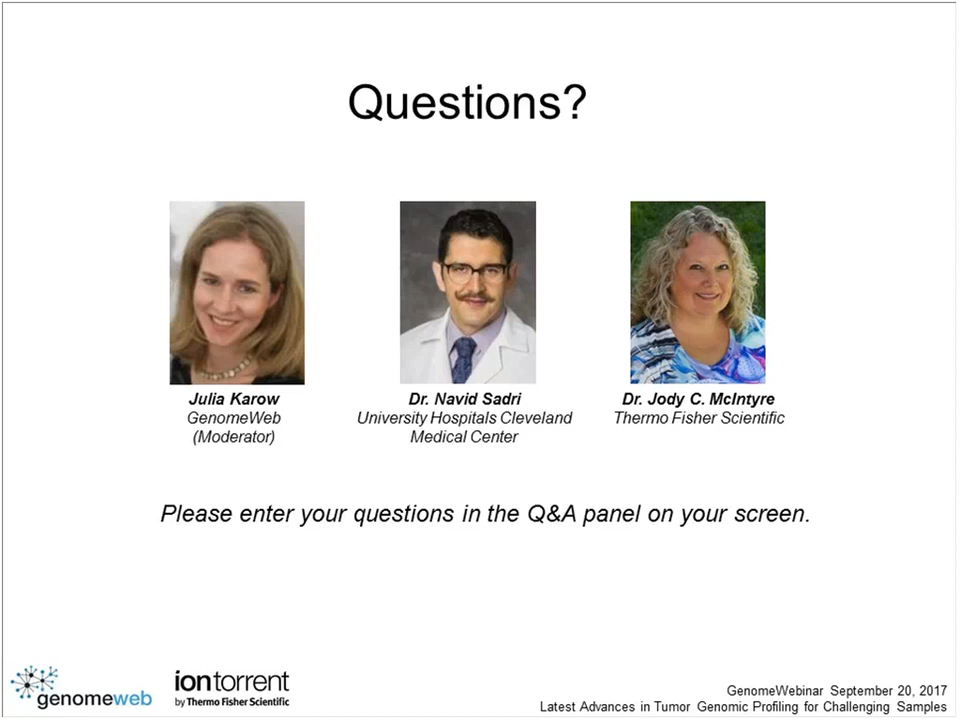 Questions?
Julia Karow
GenomeWeb
(Moderator)
Dr. Navid Sadri
University Hospitals Cleveland
Medical Center
Dr. Jody C. McIntyre
Thermo Fisher Scientific
Please enter your questions in the Q&A panel on your screen.
genomeweb
iontorrent
by Thermo Fisher Scientific
GenomeWebinar September 20, 2017
Latest Advances in Tumor Genomic Profiling for Challenging Samples